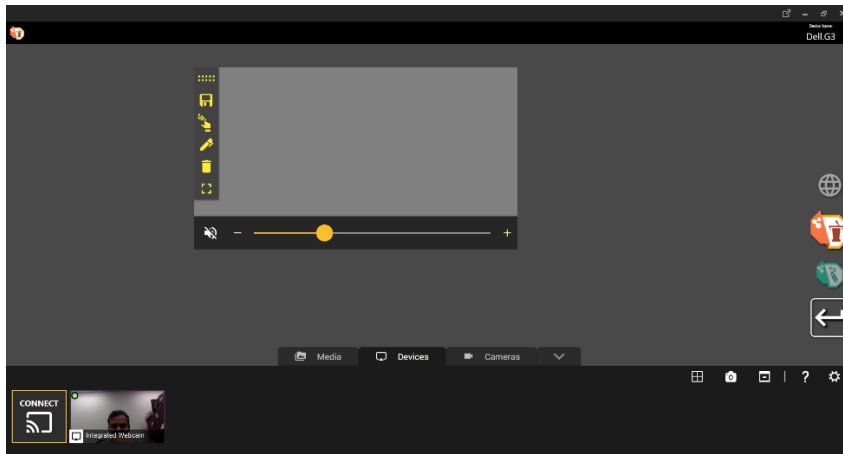 Device Name
Dell.G3
Media
Devices
Cameras
?
CONNECT
Integrated Webcam